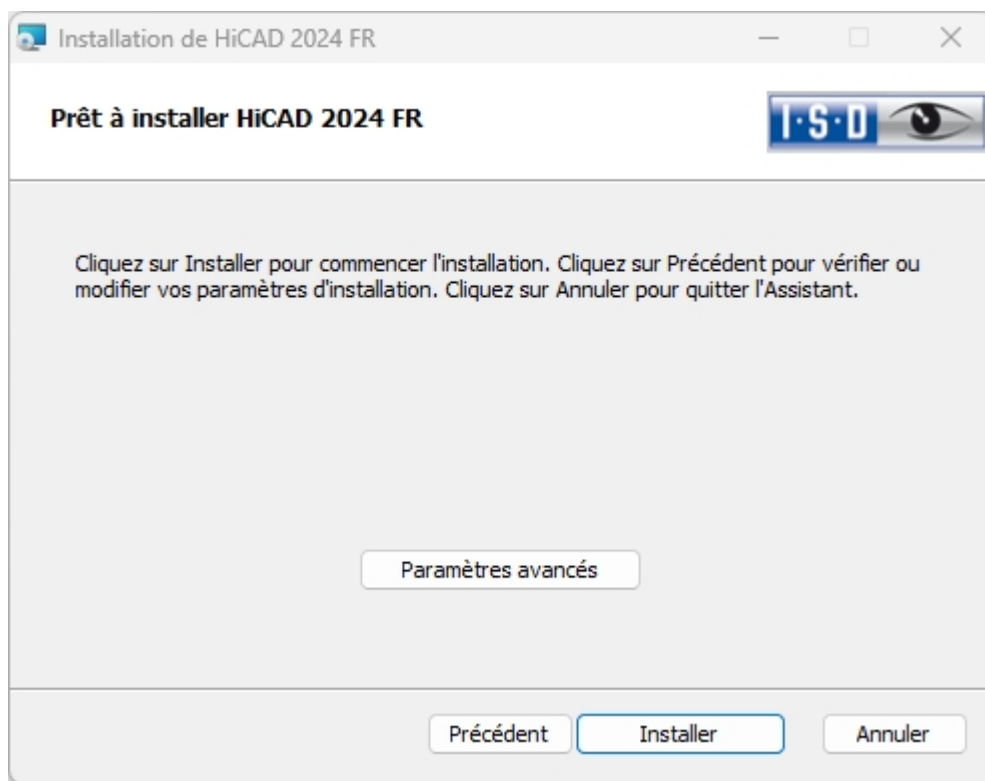 Installation de HiCAD 2024 FR
Prêt à installer HiCAD 2024 FR
I·S·D
Cliquez sur Installer pour commencer l'installation. Cliquez sur Précédent pour vérifier ou
modifier vos paramètres d'installation. Cliquez sur Annuler pour quitter l'Assistant.
Paramètres avancés
Précédent
Installer
Annuler